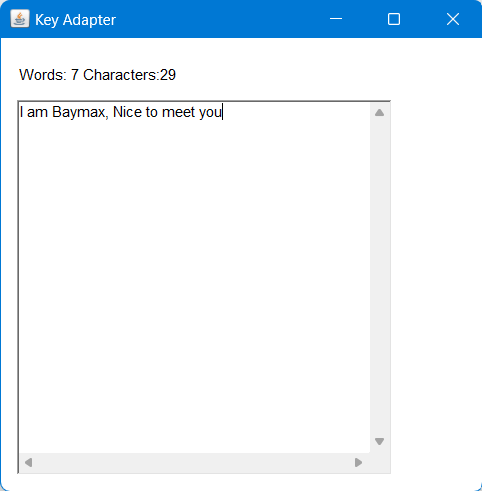 Key Adapter
Words: 7 Characters:29
I am Baymax, Nice to meet you